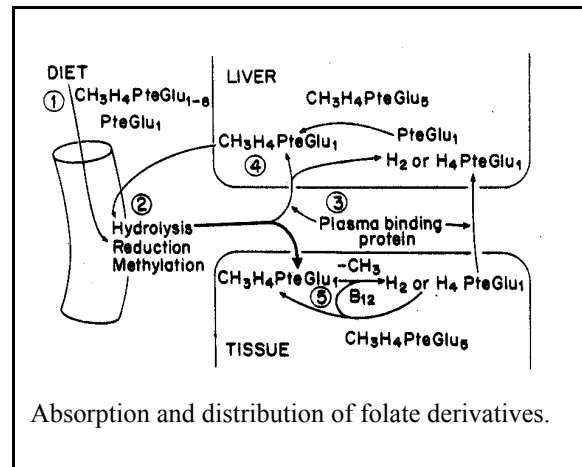 DIET
①
CH₃H₄PteGlu₁₋₆
PteGlu₁
②
Hydrolysis
Reduction
Methylation
LIVER
CH₃H₄PteGlu₅
CH₃H₄PteGlu₁
PteGlu₁
④
H₂ or H₄PteGlu₁
③
Plasma binding
protein
CH₃H₄PteGlu₁
-CH₃
H₂ or H₄ PteGlu₁
⑤
B₁₂
CH₃H₄PteGlu₅
TISSUE
Absorption and distribution of folate derivatives.